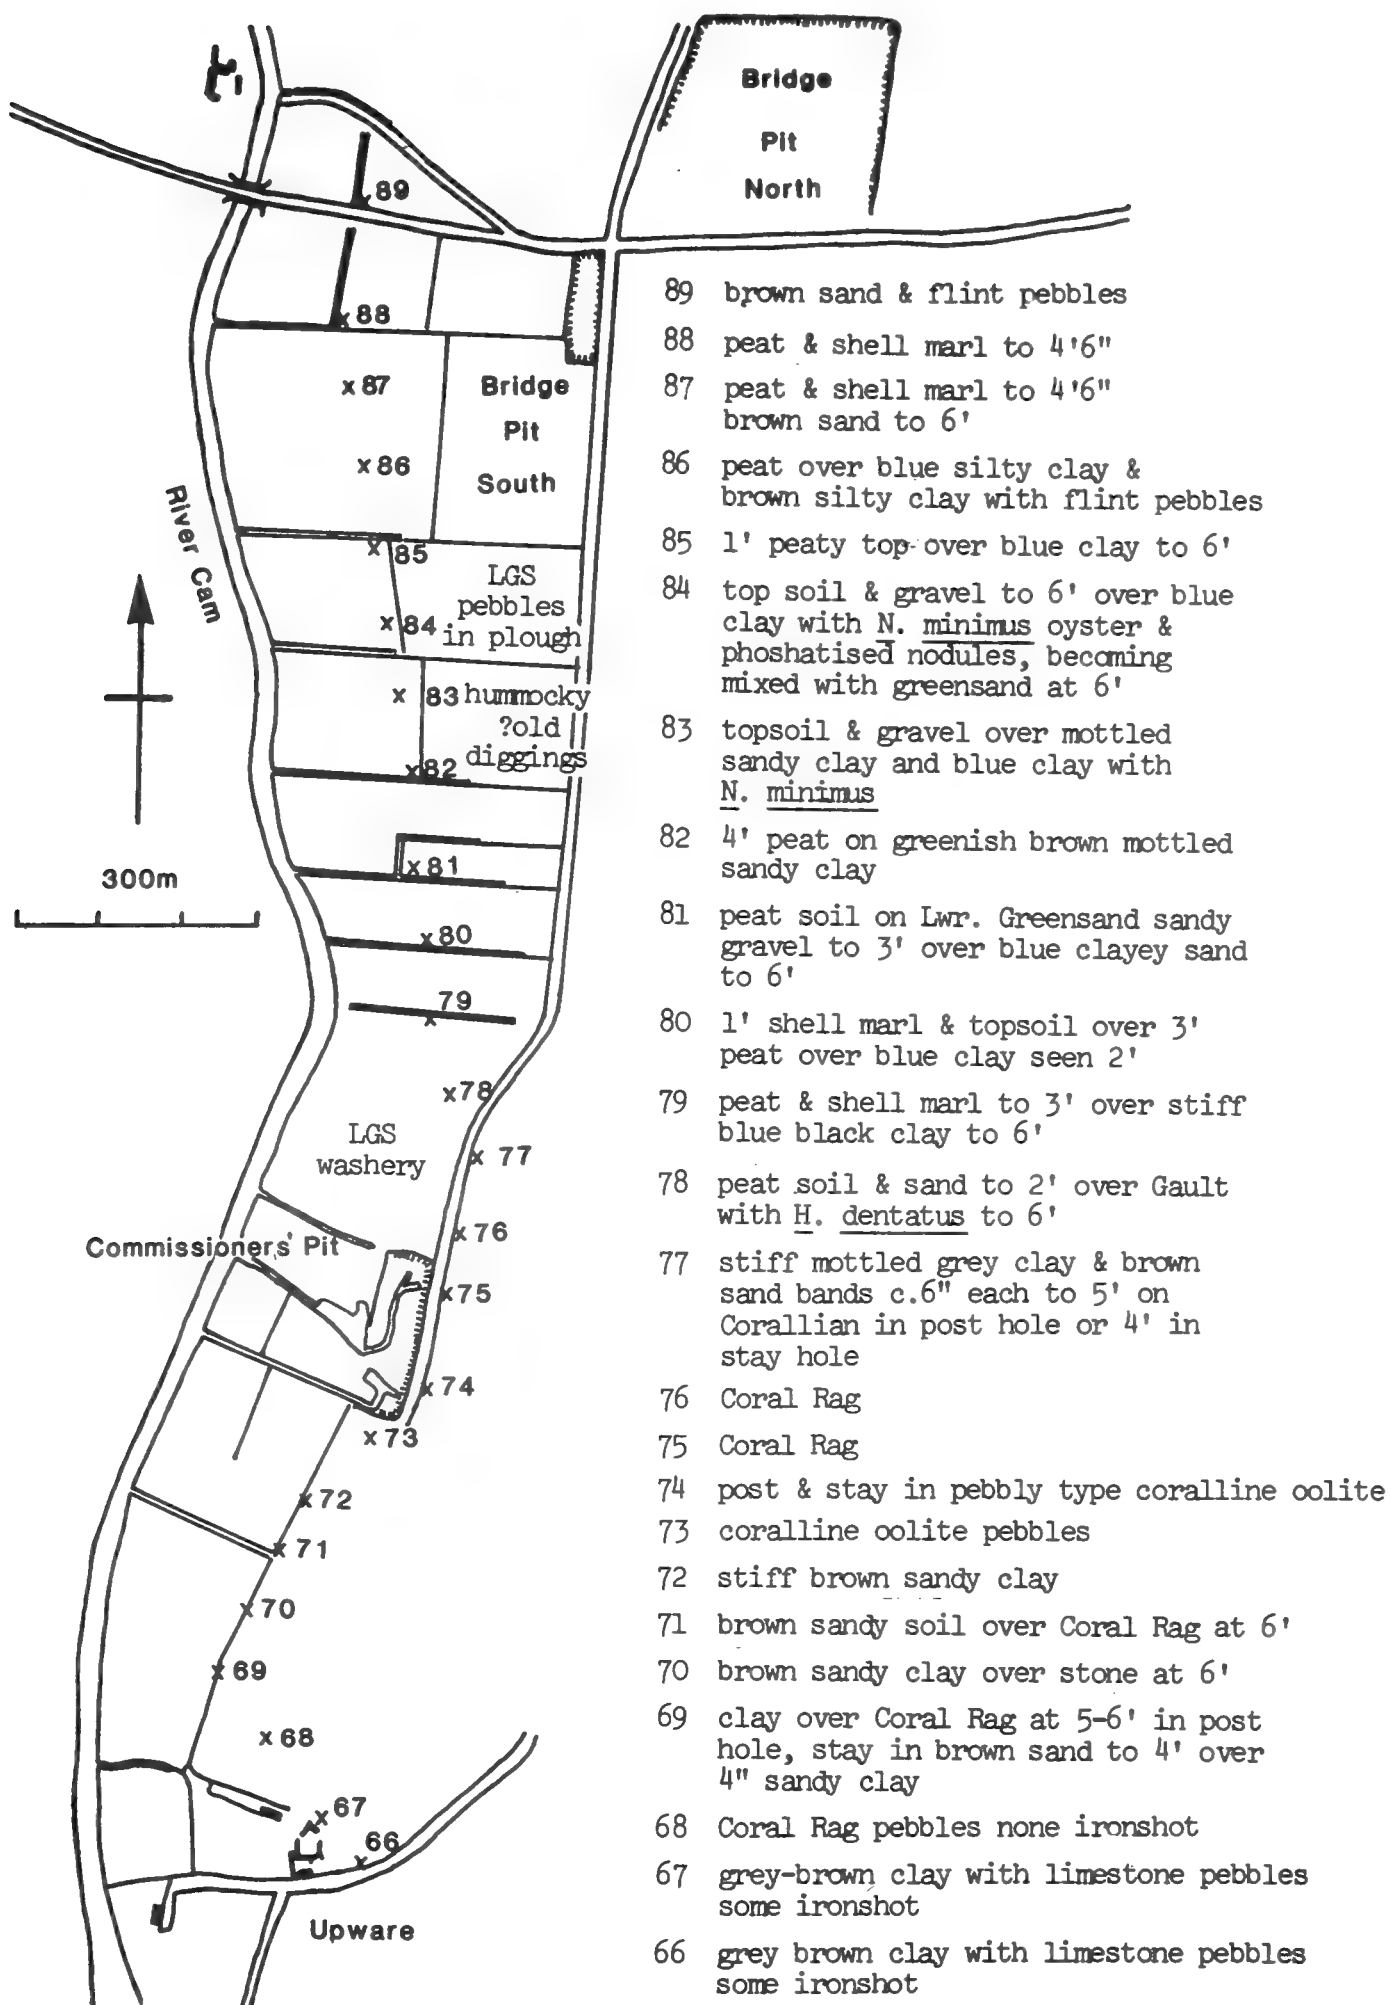 Bridge
Pit
North
89
88
x 87
Bridge
Pit
South
x 86
River Cam
x 85
LGS
pebbles
in plough
x 84
x 83
hummocky
?old
diggings
x 82
300m
x 81
x 80
79
x
x 78
LGS
washery
x 77
x 76
Commissioners' Pit
x 75
x 74
x 73
x 72
x 71
x 70
x 69
x 68
x 67
66
x
Upware
89 brown sand & flint pebbles
88 peat & shell marl to 4'6"
87 peat & shell marl to 4'6"
brown sand to 6'
86 peat over blue silty clay &
brown silty clay with flint pebbles
85 1' peaty top over blue clay to 6'
84 top soil & gravel to 6' over blue
clay with N. minimus oyster &
phoshatised nodules, becoming
mixed with greensand at 6'
83 topsoil & gravel over mottled
sandy clay and blue clay with
N. minimus
82 4' peat on greenish brown mottled
sandy clay
81 peat soil on Lwr. Greensand sandy
gravel to 3' over blue clayey sand
to 6'
80 1' shell marl & topsoil over 3'
peat over blue clay seen 2'
79 peat & shell marl to 3' over stiff
blue black clay to 6'
78 peat soil & sand to 2' over Gault
with H. dentatus to 6'
77 stiff mottled grey clay & brown
sand bands c.6" each to 5' on
Corallian in post hole or 4' in
stay hole
76 Coral Rag
75 Coral Rag
74 post & stay in pebbly type coralline oolite
73 coralline oolite pebbles
72 stiff brown sandy clay
71 brown sandy soil over Coral Rag at 6'
70 brown sandy clay over stone at 6'
69 clay over Coral Rag at 5-6' in post
hole, stay in brown sand to 4' over
4" sandy clay
68 Coral Rag pebbles none ironshot
67 grey-brown clay with limestone pebbles
some ironshot
66 grey brown clay with limestone pebbles
some ironshot